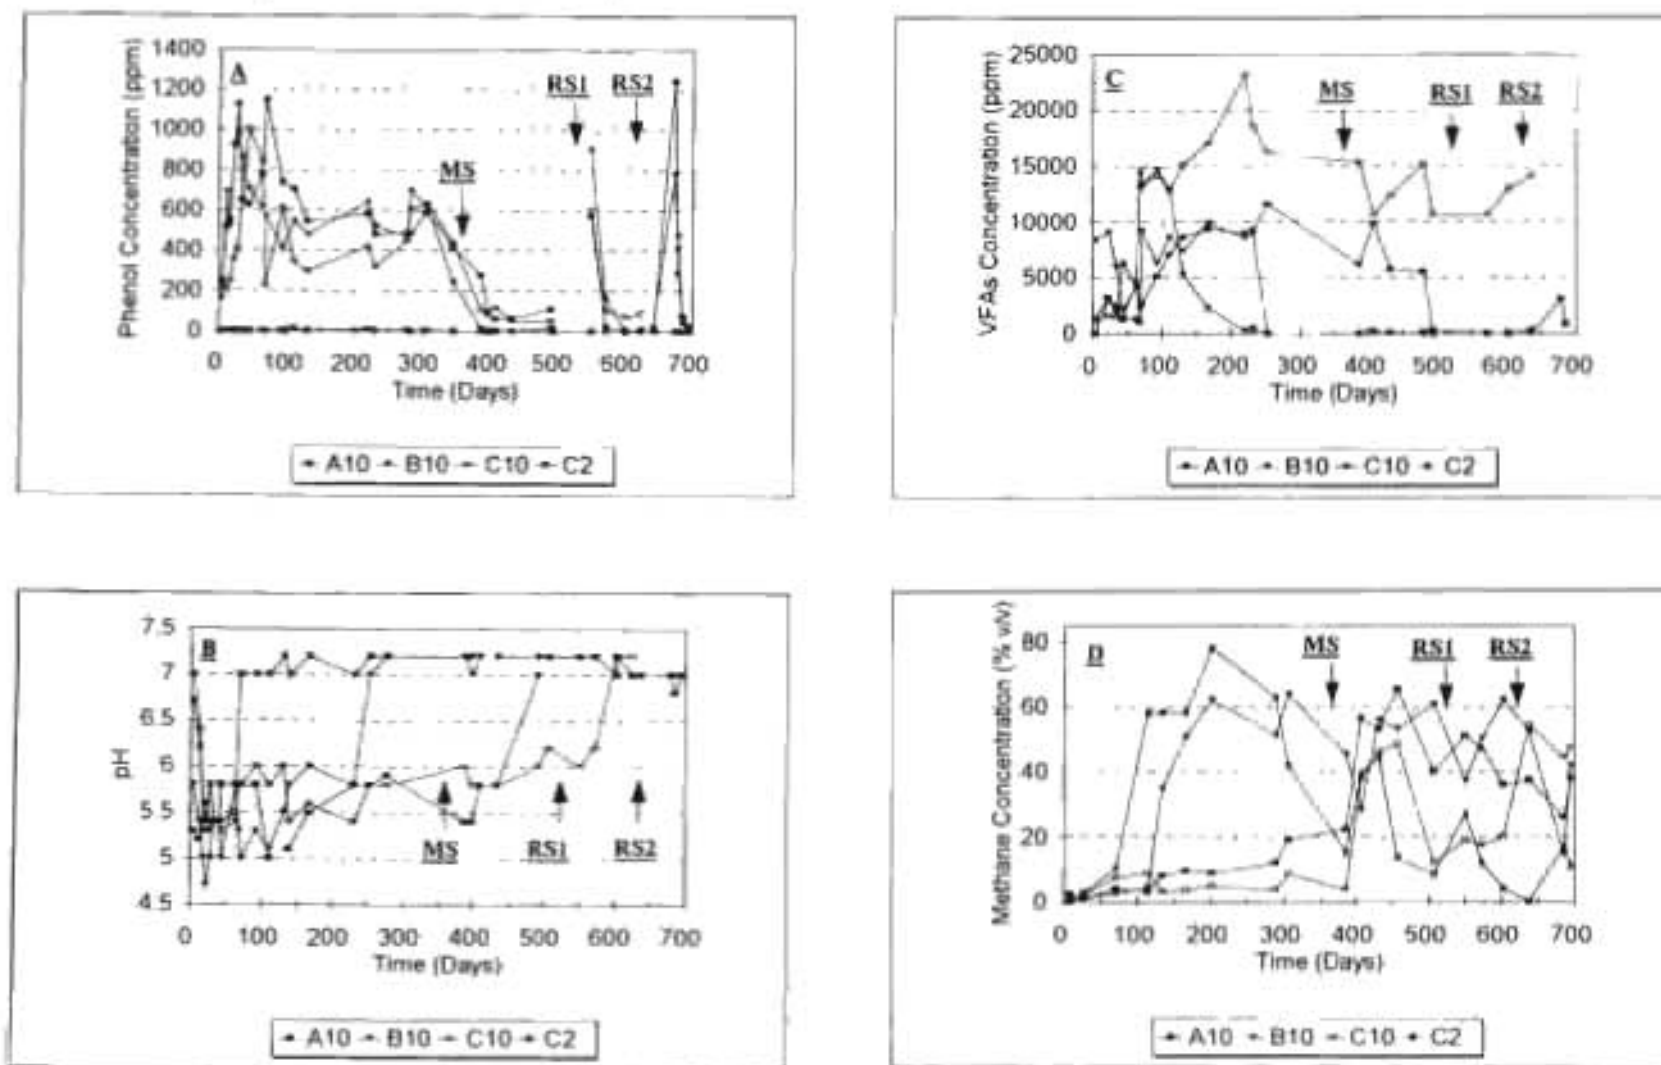 Phenol Concentration (ppm)
1400
1200
1000
800
600
400
200
0
A
MS
RS1
RS2
0 100 200 300 400 500 600 700
Time (Days)
A10 B10 C10 C2
VFAs Concentration (ppm)
25000
20000
15000
10000
5000
0
C
MS
RS1
RS2
0 100 200 300 400 500 600 700
Time (Days)
A10 B10 C10 C2
pH
7.5
7
6.5
6
5.5
5
4.5
B
MS
RS1
RS2
0 100 200 300 400 500 600 700
Time (Days)
A10 B10 C10 C2
Methane Concentration (% v/v)
80
60
40
20
0
D
MS
RS1
RS2
0 100 200 300 400 500 600 700
Time (Days)
A10 B10 C10 C2